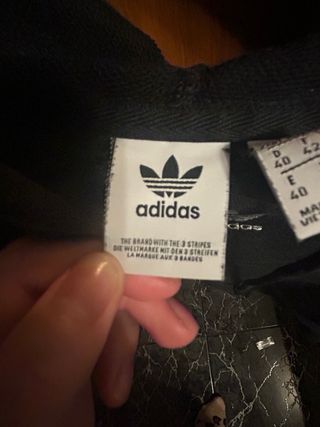 adidas
THE BRAND WITH THE 3 STRIPES
DIE WELTMARKE MIT DEN 3 STREIFEN
LA MARQUE AUX 3 BANDES
D
40
F
42
E
40